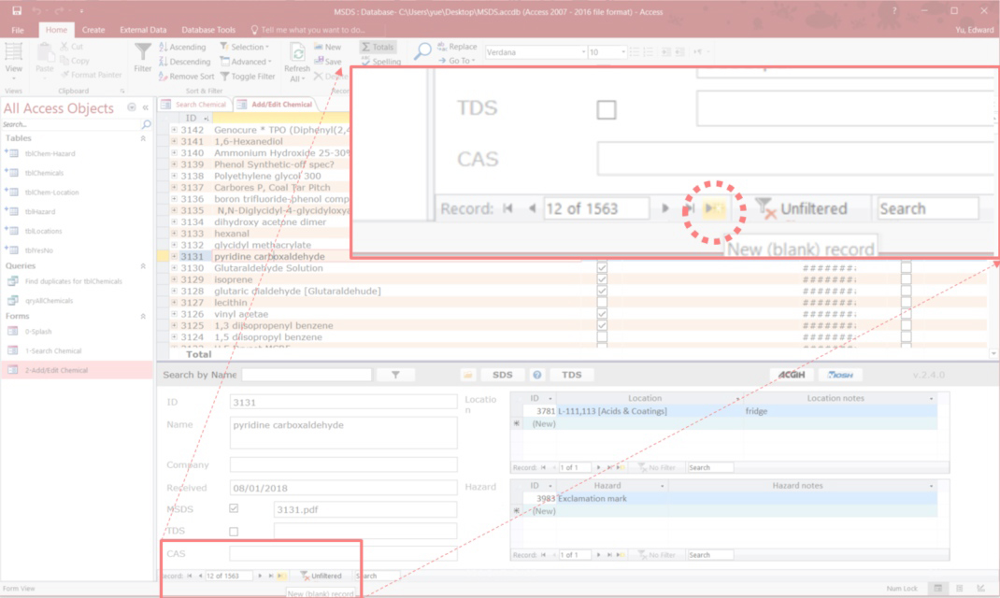 MSDS : Database- C:\Users\yue\Desktop\MSDS.accdb (Access 2007 - 2016 file format) - Access
?
File Home Create External Data Database Tools Tell me what you want to do...
Yu, Edward
View
Paste
Cut
Copy
Format Painter
Filter
Ascending
Descending
Remove Sort
Selection
Advanced
Toggle Filter
Refresh
All
New
Save
Totals
Spelling
Replace
Go To
Verdana
10
Views
Clipboard
Sort & Filter
All Access Objects
Search...
Tables
tblChem-Hazard
tblChemicals
tblChem-Location
tblHazard
tblLocations
tblYesNo
Queries
Find duplicates for tblChemicals
qryAllChemicals
Forms
0-Splash
1-Search Chemical
2-Add/Edit Chemical
Search Chemical
Add/Edit Chemical
ID
3142 Genocure * TPO (Diphenyl(2,4
3141 1,6-Hexanediol
3140 Ammonium Hydroxide 25-30%
3139 Phenol Synthetic-off spec?
3138 Polyethylene glycol 300
3137 Carbores P, Coal Tar Pitch
3136 boron trifluoride-phenol comp
3135 N,N-Diglycidyl-4-glycidyloxya
3134 dihydroxy acetone dimer
3133 hexanal
3132 glycidyl methacrylate
3131 pyridine carboxaldehyde
3130 Glutaraldehyde Solution
3129 isoprene
3128 glutaric dialdehyde [Glutaraldehude]
3127 lecithin
3126 vinyl acetae
3125 1,3 diisopropenyl benzene
3124 1,5 diisopropyl benzene
Total
TDS
CAS
Record: 12 of 1563 Unfiltered Search
New (blank) record
Search by Name
SDS
?
TDS
ACGIH
NIOSH
v.2.4.0
ID 3131
Name pyridine carboxaldehyde
Company
Received 08/01/2018
MSDS 3131.pdf
TDS
CAS
Locatio
n
ID Location Location notes
3781 L-111,113 [Acids & Coatings] fridge
(New)
Record: 1 of 1 No Filter Search
Hazard
ID Hazard Hazard notes
3983 Exclamation mark
(New)
Record: 1 of 1 No Filter Search
ecord: 12 of 1563 Unfiltered Search
New (blank) record
Form View
Num Lock